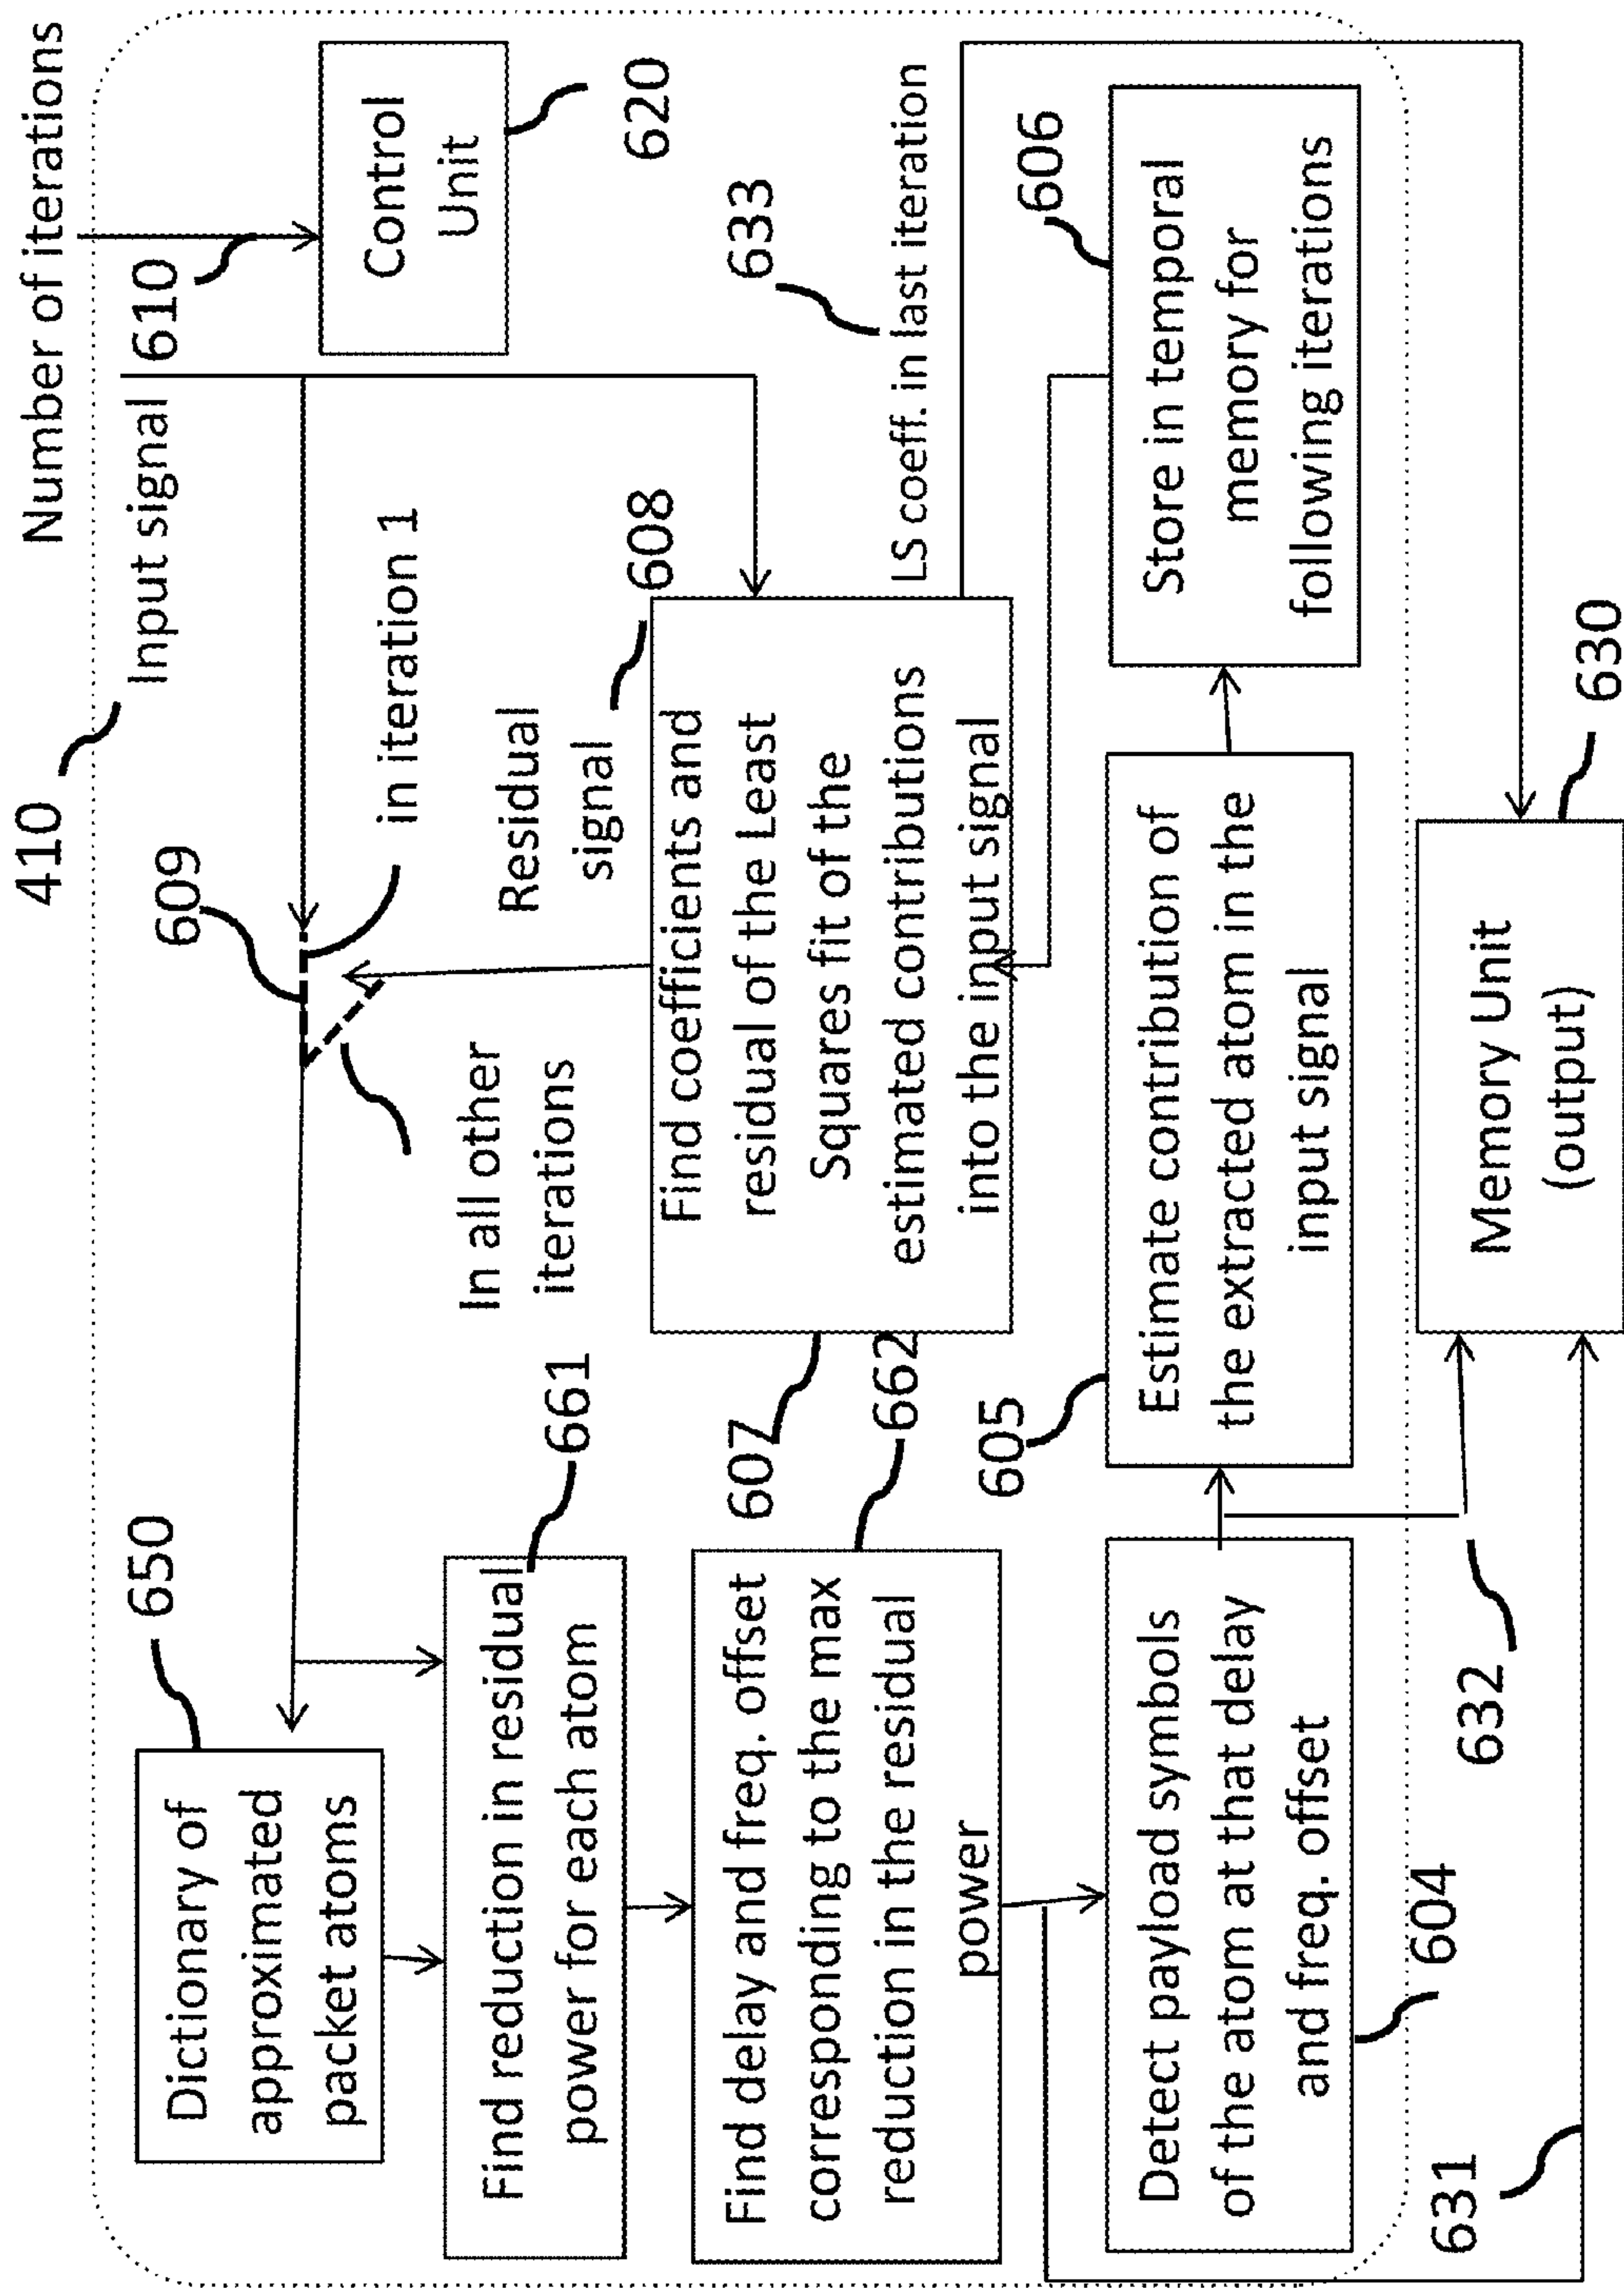 410
Input signal
Number of iterations
610
Control
Unit
620
609
in iteration 1
Residual
signal
608
In all other
iterations
650
Dictionary of
approximated
packet atoms
661
Find reduction in residual
power for each atom
Find coefficients and
residual of the Least
Squares fit of the
estimated contributions
into the input signal
607
633
LS coeff. in last iteration
662
Find delay and freq. offset
corresponding to the max
reduction in the residual
power
605
606
Detect payload symbols
of the atom at that delay
and freq. offset
604
Estimate contribution of
the extracted atom in the
input signal
Store in temporal
memory for
following iterations
631
632
Memory Unit
(output)
630